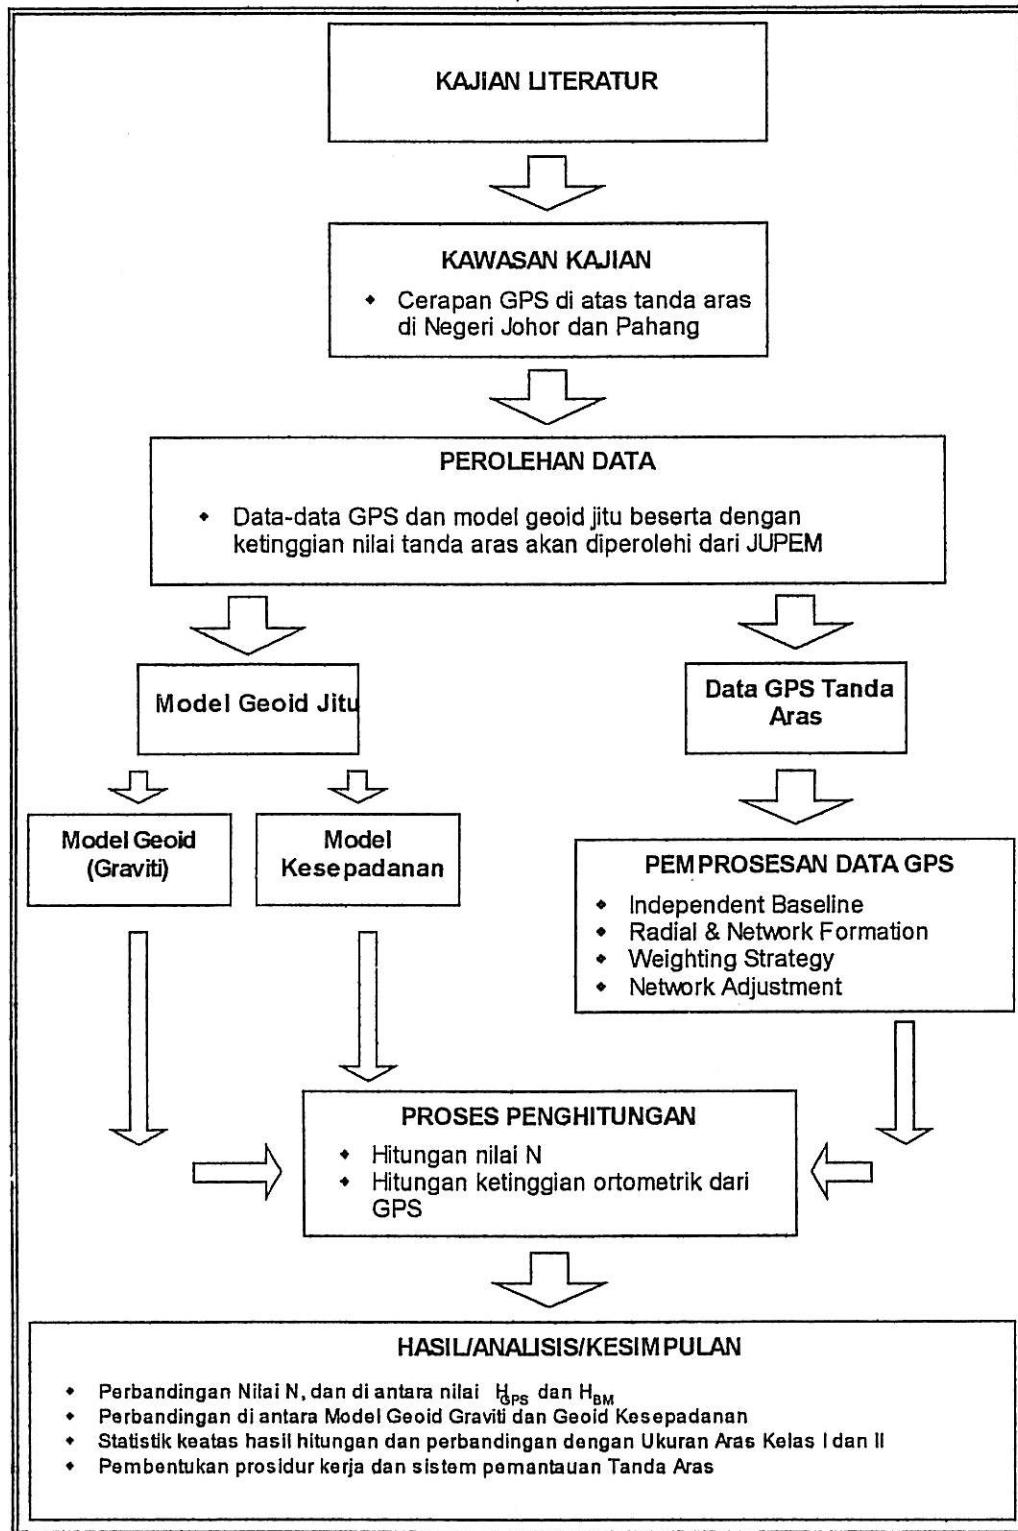 KAJIAN LITERATUR
KAWASAN KAJIAN
◆ Cerapan GPS di atas tanda aras
di Negeri Johor dan Pahang
PEROLEHAN DATA
◆ Data-data GPS dan model geoid jitu beserta dengan
ketinggian nilai tanda aras akan diperolehi dari JUPEM
Model Geoid Jitu
Data GPS Tanda
Aras
Model Geoid
(Graviti)
Model
Kesepadanan
PEMPROSESAN DATA GPS
◆ Independent Baseline
◆ Radial & Network Formation
◆ Weighting Strategy
◆ Network Adjustment
PROSES PENGHITUNGAN
◆ Hitungan nilai N
◆ Hitungan ketinggian ortometrik dari
GPS
HASIL/ANALISIS/KESIMPULAN
◆ Perbandingan Nilai N, dan di antara nilai H_GPS dan H_BM
◆ Perbandingan di antara Model Geoid Graviti dan Geoid Kesepadanan
◆ Statistik keatas hasil hitungan dan perbandingan dengan Ukuran Aras Kelas I dan II
◆ Pembentukan prosidur kerja dan sistem pemantauan Tanda Aras